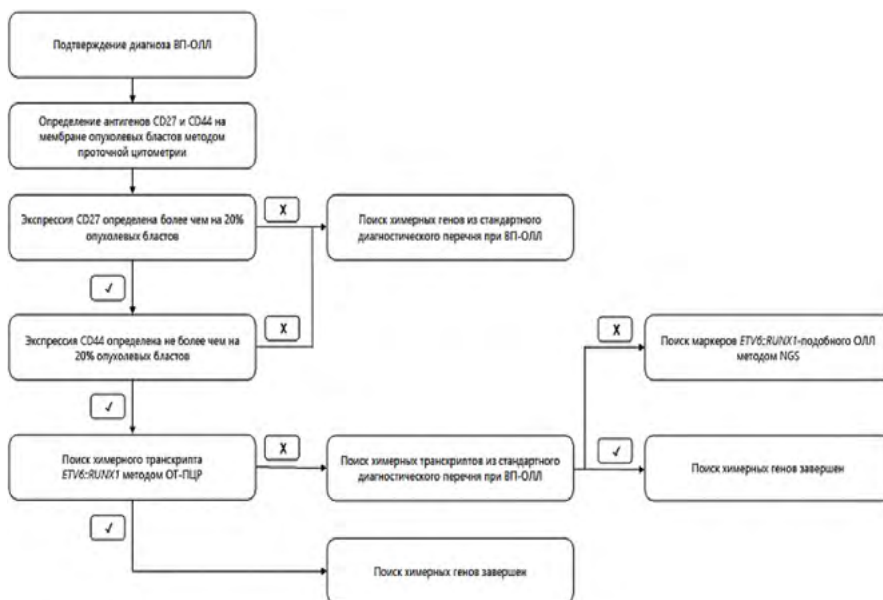 Подтверждение диагноза ВП-ОЛЛ
Определение антигенов CD27 и CD44 на
мембране опухолевых бластов методом
проточной цитометрии
Экспрессия CD27 определена более чем на 20%
опухолевых бластов
X
Поиск химерных генов из стандартного
диагностического перечня при ВП-ОЛЛ
√
Экспрессия CD44 определена не более чем на
20% опухолевых бластов
X
X
Поиск маркеров ETV6::RUNX1-подобного ОЛЛ
методом NGS
√
Поиск химерного транскрипта
ETV6::RUNX1 методом ОТ-ПЦР
X
Поиск химерных транскриптов из стандартного
диагностического перечня при ВП-ОЛЛ
√
Поиск химерных генов завершен
√
Поиск химерных генов завершен